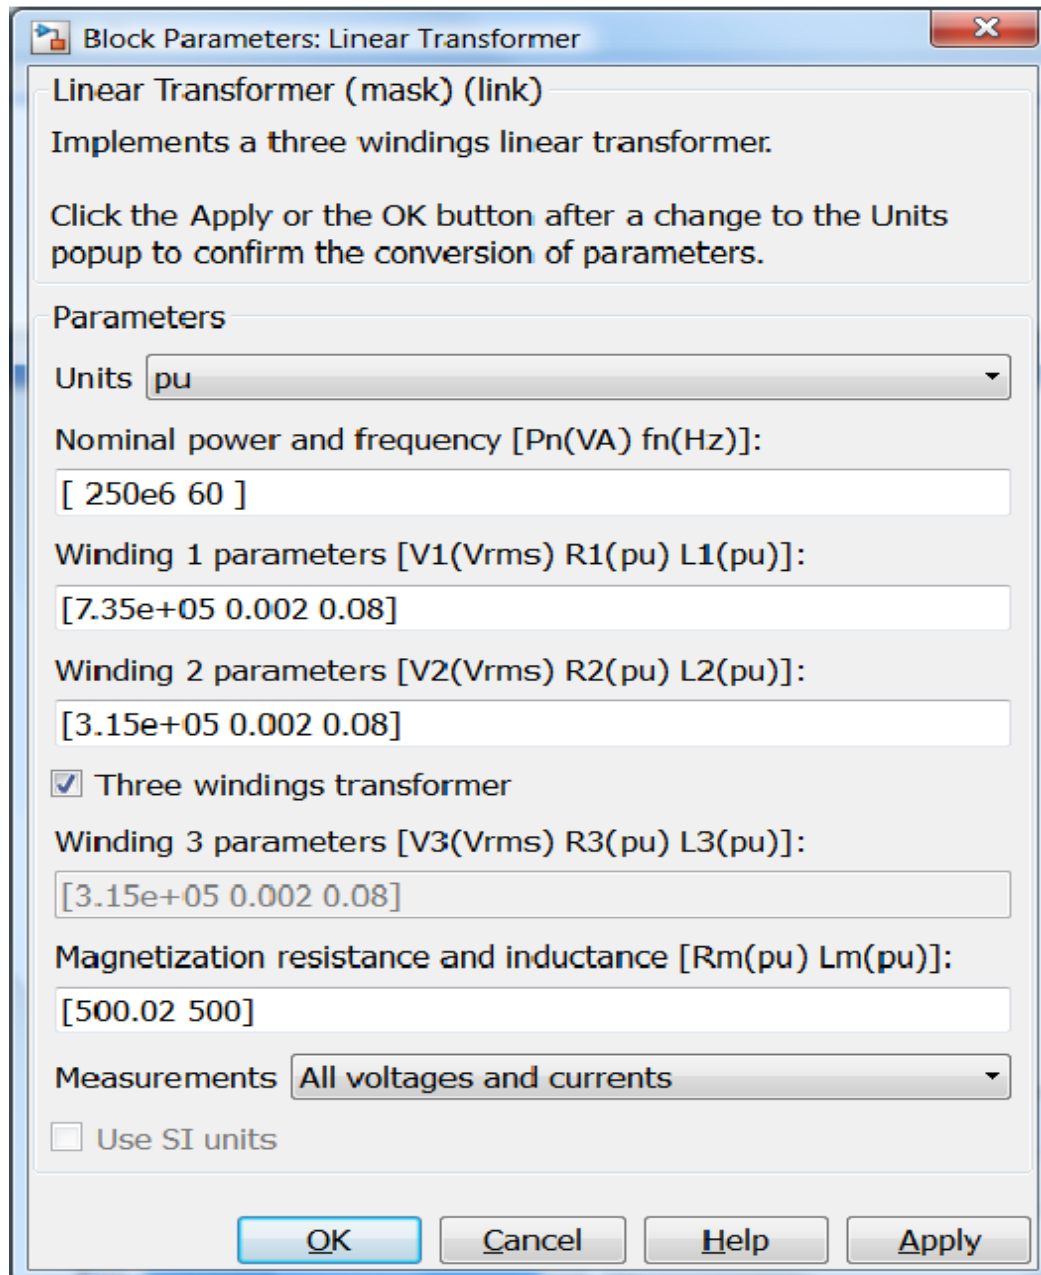 Block Parameters: Linear Transformer
Linear Transformer (mask) (link)
Implements a three windings linear transformer.
Click the Apply or the OK button after a change to the Units
popup to confirm the conversion of parameters.
Parameters
Units pu
Nominal power and frequency [Pn(VA) fn(Hz)]:
[ 250e6 60 ]
Winding 1 parameters [V1(Vrms) R1(pu) L1(pu)]:
[7.35e+05 0.002 0.08]
Winding 2 parameters [V2(Vrms) R2(pu) L2(pu)]:
[3.15e+05 0.002 0.08]
Three windings transformer
Winding 3 parameters [V3(Vrms) R3(pu) L3(pu)]:
[3.15e+05 0.002 0.08]
Magnetization resistance and inductance [Rm(pu) Lm(pu)]:
[500.02 500]
Measurements All voltages and currents
Use SI units
OK Cancel Help Apply